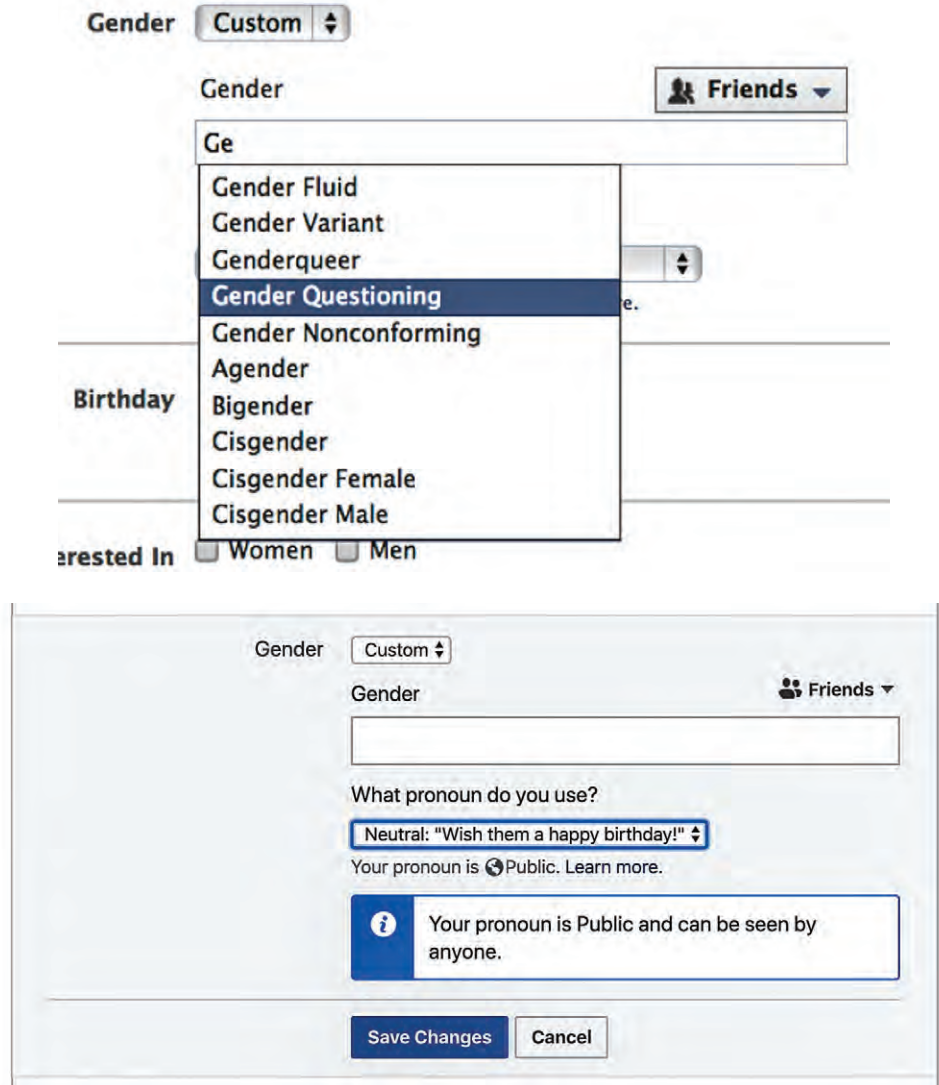 Gender Custom
Gender Friends
Ge
Gender Fluid
Gender Variant
Genderqueer
Gender Questioning
Gender Nonconforming
Agender
Birthday
Bigender
Cisgender
Cisgender Female
Cisgender Male
erested In Women Men
Gender Custom
Gender Friends
What pronoun do you use?
Neutral: "Wish them a happy birthday!"
Your pronoun is Public. Learn more.
Your pronoun is Public and can be seen by
anyone.
Save Changes Cancel